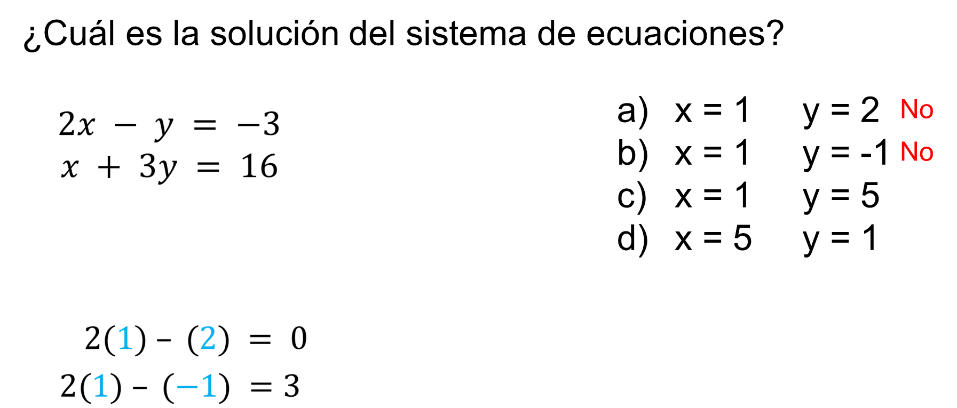 ¿Cuál es la solución del sistema de ecuaciones?
2x − y = −3
x + 3y = 16
a) x = 1 y = 2 No
b) x = 1 y = -1 No
c) x = 1 y = 5
d) x = 5 y = 1
2(1) – (2) = 0
2(1) – (−1) = 3